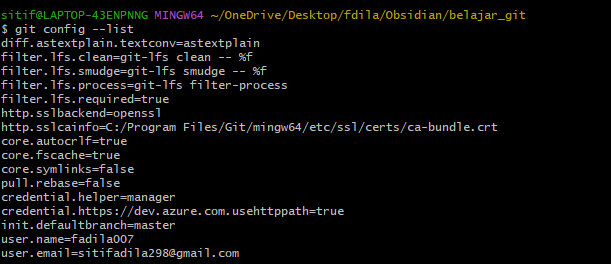 sitif@LAPTOP-43ENPNNG MINGW64 ~/OneDrive/Desktop/fdila/Obsidian/belajar_git
$ git config --list
diff.astextplain.textconv=astextplain
filter.lfs.clean=git-lfs clean -- %f
filter.lfs.smudge=git-lfs smudge -- %f
filter.lfs.process=git-lfs filter-process
filter.lfs.required=true
http.sslbackend=openssl
http.sslcainfo=C:/Program Files/Git/mingw64/etc/ssl/certs/ca-bundle.crt
core.autocrlf=true
core.fscache=true
core.symlinks=false
pull.rebase=false
credential.helper=manager
credential.https://dev.azure.com.usehttppath=true
init.defaultbranch=master
user.name=fadila007
user.email=sitifadila298@gmail.com